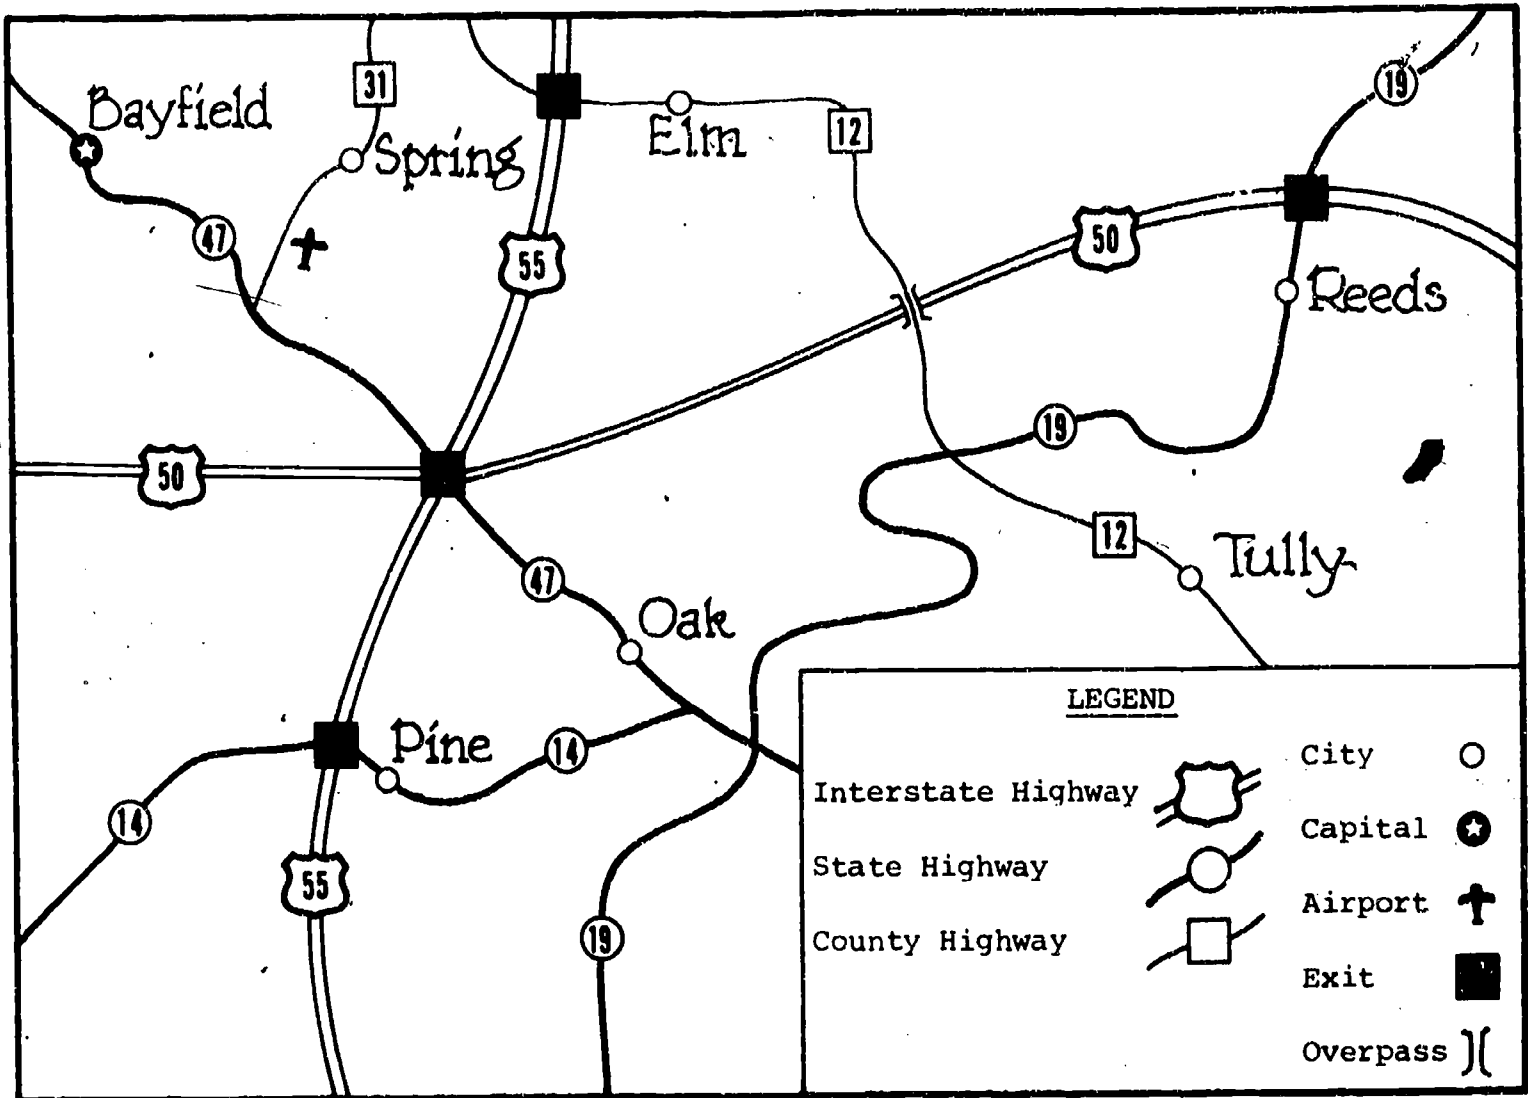 19
31
Bayfield
Elm
12
Spring
47
50
55
Reeds
19
50
12
Tully
47
Oak
LEGEND
Pine
14
City
Interstate Highway
14
Capital
State Highway
55
Airport
19
County Highway
Exit
Overpass